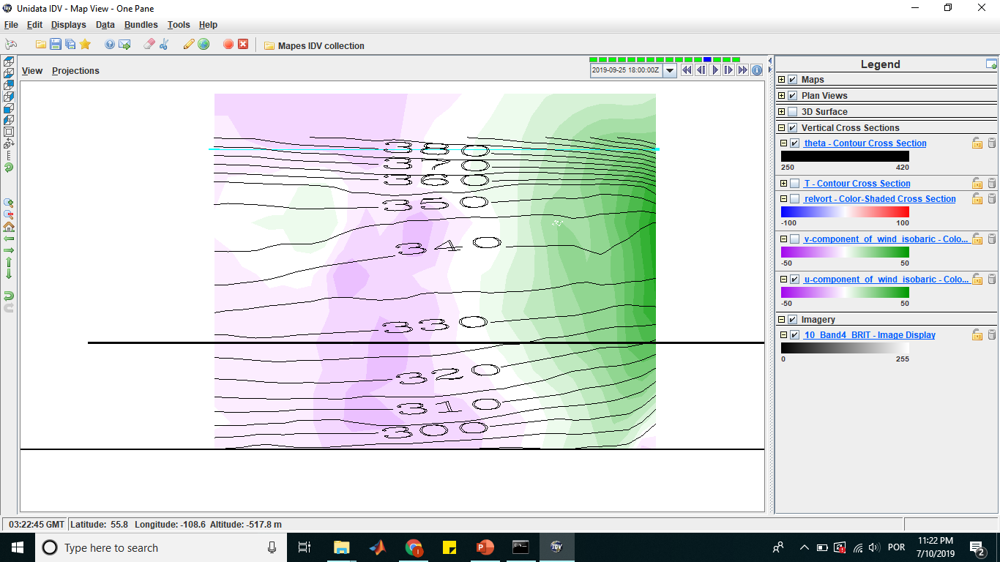 Unidata IDV - Map View - One Pane
File Edit Displays Data Bundles Tools Help
Mapes IDV collection
View Projections
2019-09-25 18:00:00Z
380
370
360
350
340
330
320
310
300
Legend
Maps
Plan Views
3D Surface
Vertical Cross Sections
theta - Contour Cross Section
250 420
T - Contour Cross Section
relvort - Color-Shaded Cross Section
-100 100
v-component_of_wind_isobaric - Colo...
-50 50
u-component_of_wind_isobaric - Colo...
-50 50
Imagery
10_Band4_BRIT - Image Display
0 255
03:22:45 GMT Latitude: 55.8 Longitude: -108.6 Altitude: -517.8 m
Type here to search
POR
11:22 PM
7/10/2019
2